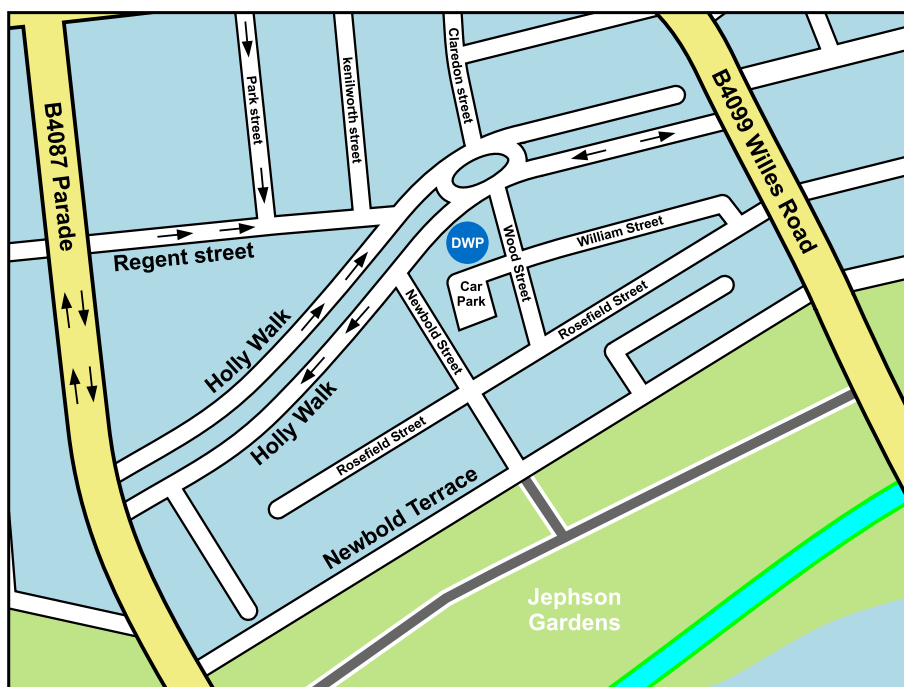 B4087 Parade
Park street
kenilworth street
Claredon street
B4099 Willes Road
Regent street
DWP
Wood Street
William Street
Car
Park
Newbold Street
Rosefield Street
Holly Walk
Holly Walk
Rosefield Street
Newbold Terrace
Jephson
Gardens